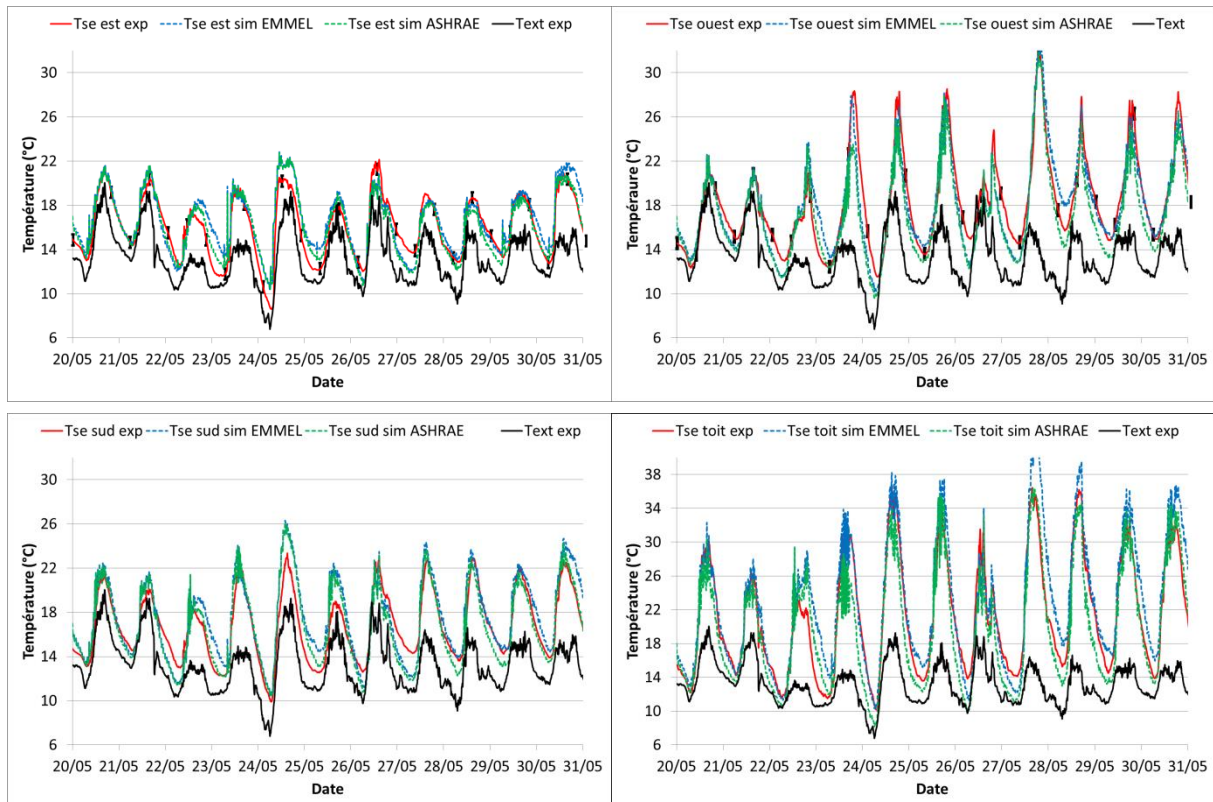 Tse est exp Tse est sim EMMEL Tse est sim ASHRAE Text exp
Température (°C)
30
26
22
18
14
10
6
20/05 21/05 22/05 23/05 24/05 25/05 26/05 27/05 28/05 29/05 30/05 31/05
Date
Tse ouest exp Tse ouest sim EMMEL Tse ouest sim ASHRAE Text
Température (°C)
30
26
22
18
14
10
6
20/05 21/05 22/05 23/05 24/05 25/05 26/05 27/05 28/05 29/05 30/05 31/05
Date
Tse sud exp Tse sud sim EMMEL Tse sud sim ASHRAE Text exp
Température (°C)
30
26
22
18
14
10
6
20/05 21/05 22/05 23/05 24/05 25/05 26/05 27/05 28/05 29/05 30/05 31/05
Date
Tse toit exp Tse toit sim EMMEL Tse toit sim ASHRAE Text exp
Température (°C)
38
34
30
26
22
18
14
10
6
20/05 21/05 22/05 23/05 24/05 25/05 26/05 27/05 28/05 29/05 30/05 31/05
Date